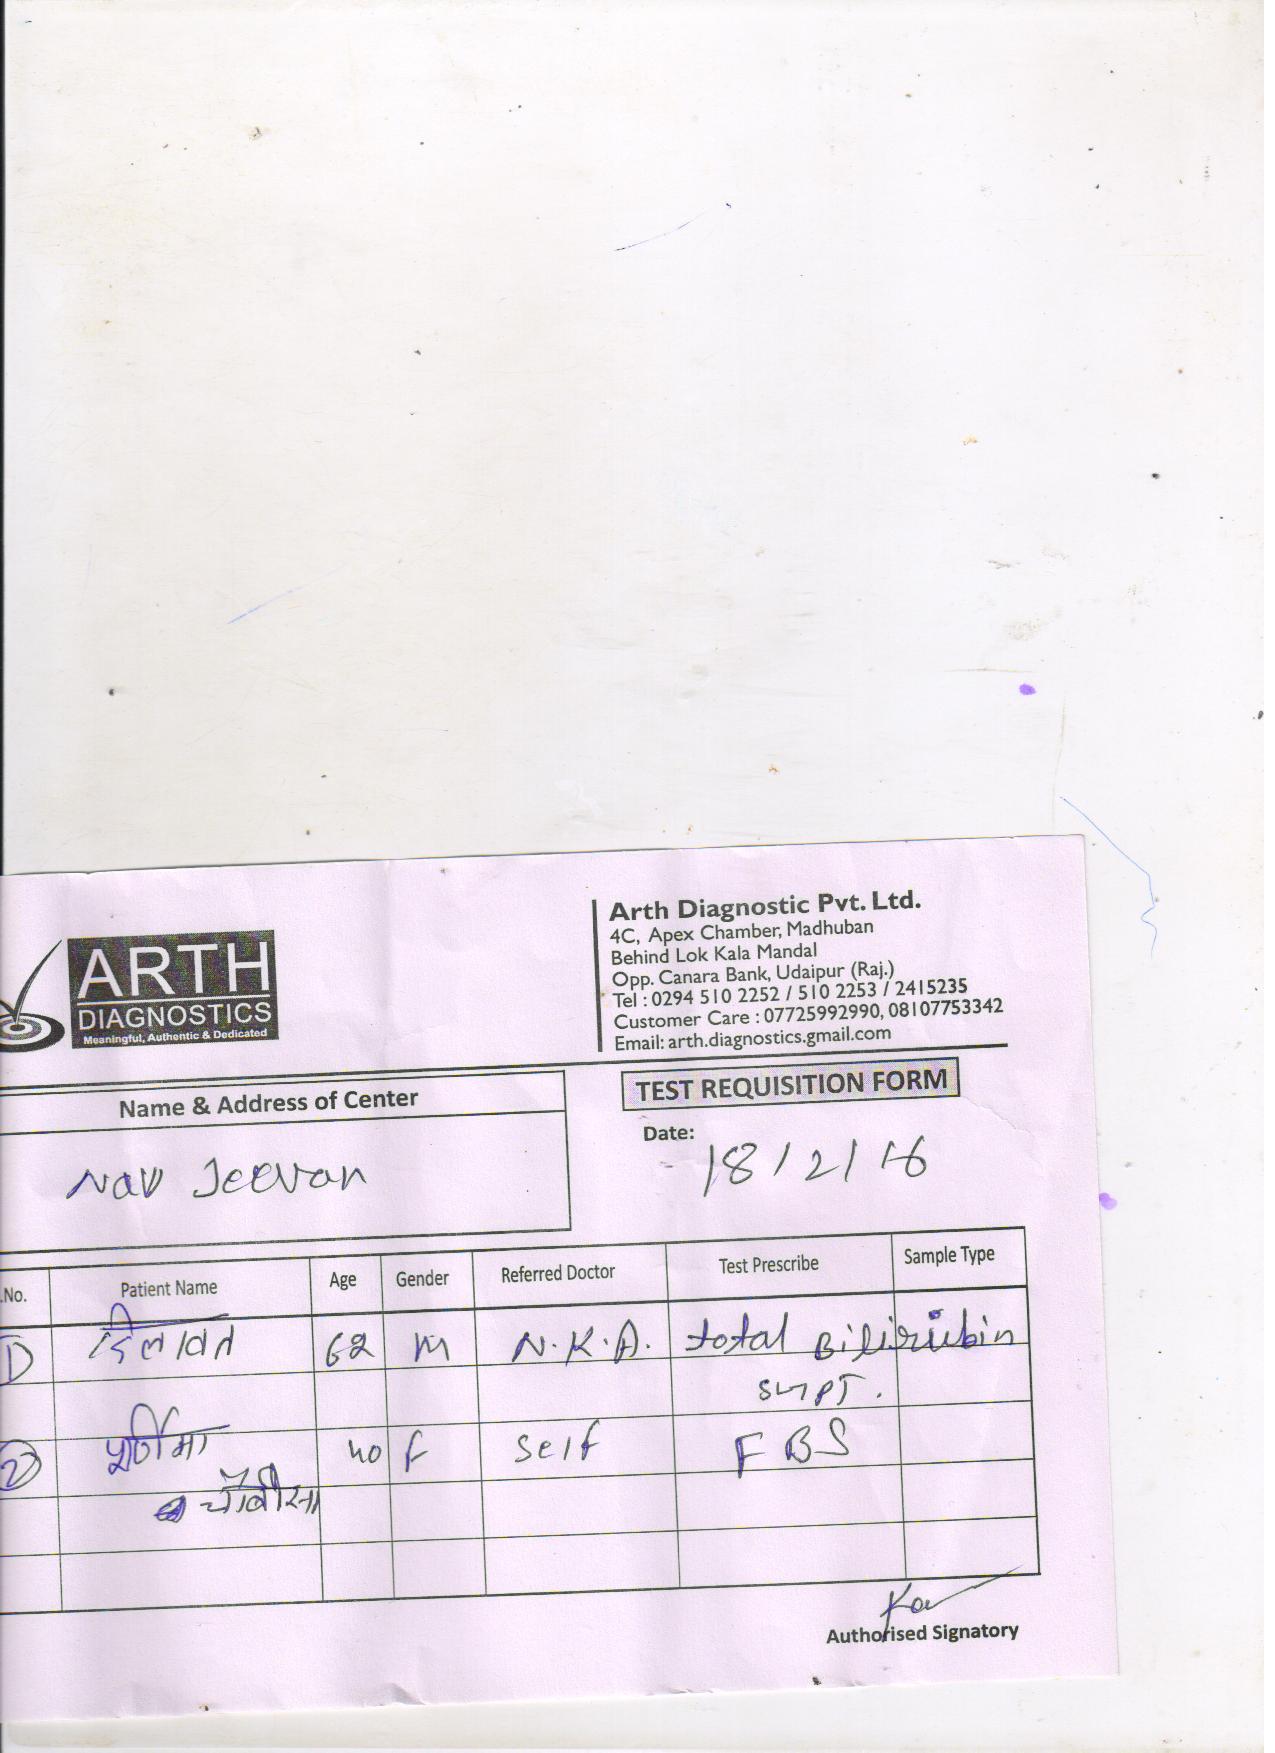 ARTH
DIAGNOSTICS
Meaningful, Authentic & Dedicated
Arth Diagnostic Pvt. Ltd.
4C, Apex Chamber, Madhuban
Behind Lok Kala Mandal
Opp. Canara Bank, Udaipur (Raj.)
Tel : 0294 510 2252 / 510 2253 / 2415235
Customer Care : 07725992990, 08107753342
Email: arth.diagnostics.gmail.com
Name & Address of Center
Nav Jeevan
TEST REQUISITION FORM
Date: 18/2/16
.No. Patient Name Age Gender Referred Doctor Test Prescribe Sample Type
1) 62 M N.K.A. total Bilirubin
SGPT.
2 पूर्णिमा 40 F Self FBS
Authorised Signatory